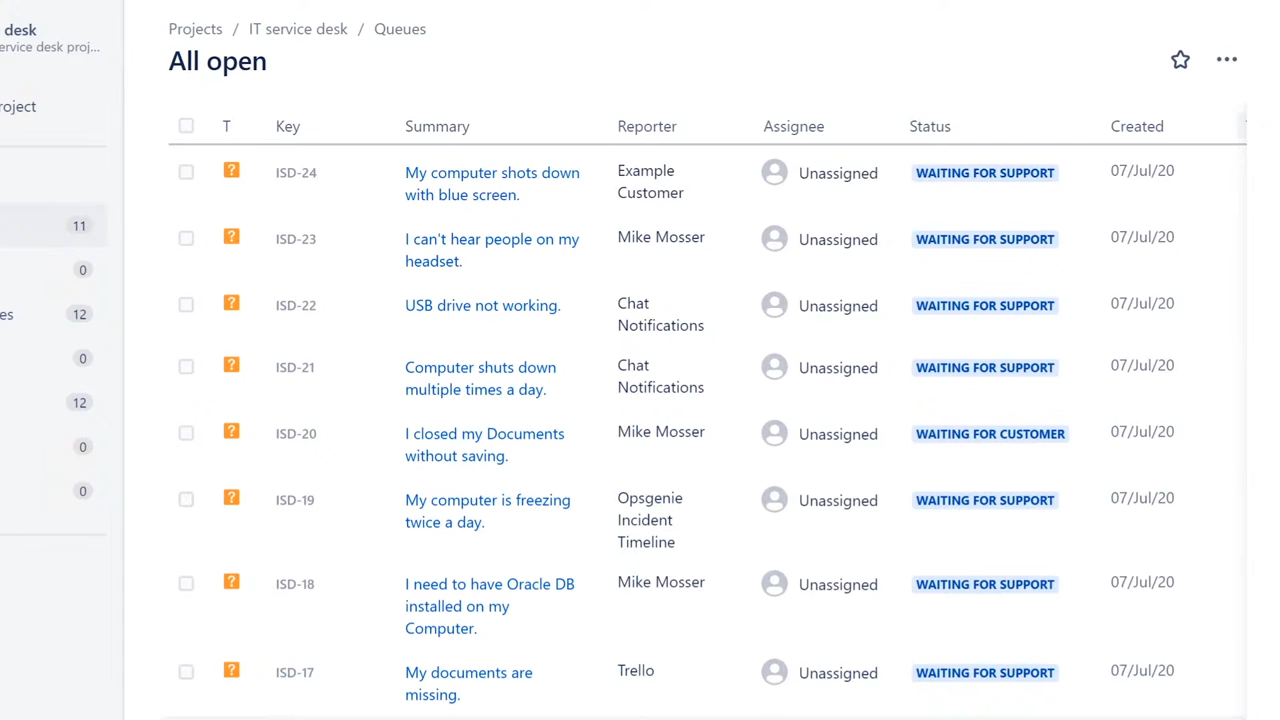 desk
ervice desk proj...
roject
11
0
es 12
0
12
0
0
Projects / IT service desk / Queues
All open
T Key Summary Reporter Assignee Status Created
? ISD-24 My computer shots down with blue screen. Example Customer Unassigned WAITING FOR SUPPORT 07/Jul/20
? ISD-23 I can't hear people on my headset. Mike Mosser Unassigned WAITING FOR SUPPORT 07/Jul/20
? ISD-22 USB drive not working. Chat Notifications Unassigned WAITING FOR SUPPORT 07/Jul/20
? ISD-21 Computer shuts down multiple times a day. Chat Notifications Unassigned WAITING FOR SUPPORT 07/Jul/20
? ISD-20 I closed my Documents without saving. Mike Mosser Unassigned WAITING FOR CUSTOMER 07/Jul/20
? ISD-19 My computer is freezing twice a day. Opsgenie Incident Timeline Unassigned WAITING FOR SUPPORT 07/Jul/20
? ISD-18 I need to have Oracle DB installed on my Computer. Mike Mosser Unassigned WAITING FOR SUPPORT 07/Jul/20
? ISD-17 My documents are missing. Trello Unassigned WAITING FOR SUPPORT 07/Jul/20